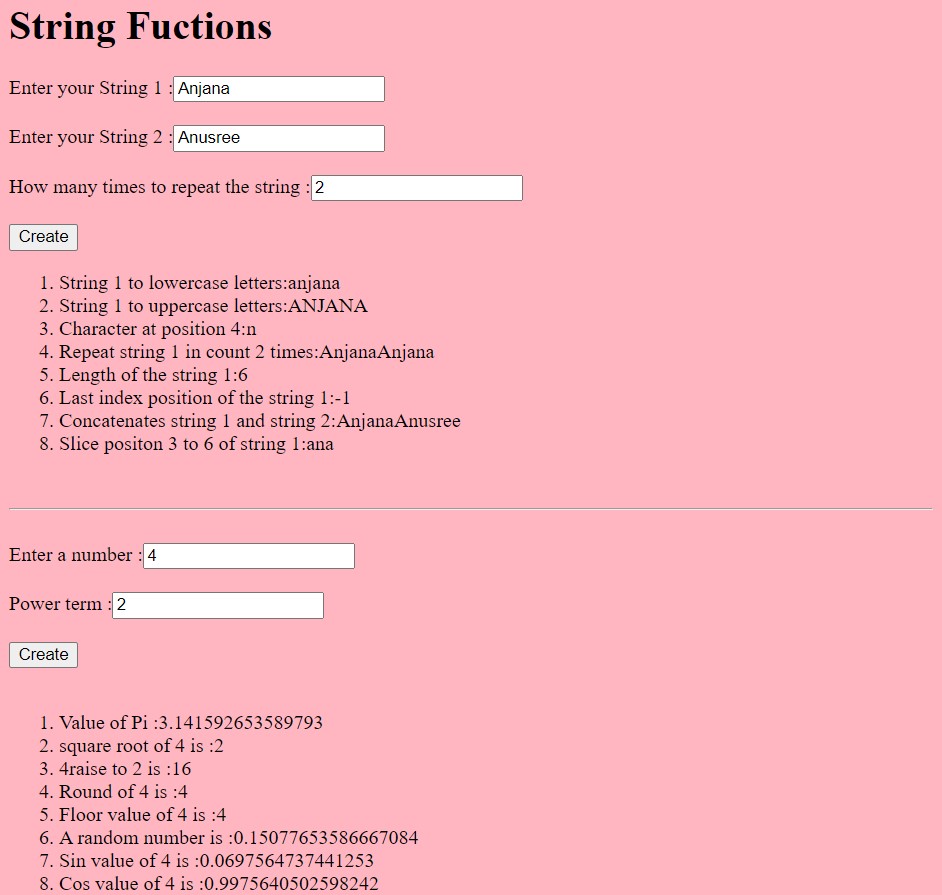 String Fuctions
Enter your String 1 :Anjana
Enter your String 2 :Anusree
How many times to repeat the string :2
Create
1. String 1 to lowercase letters:anjana
2. String 1 to uppercase letters:ANJANA
3. Character at position 4:n
4. Repeat string 1 in count 2 times:AnjanaAnjana
5. Length of the string 1:6
6. Last index position of the string 1:-1
7. Concatenates string 1 and string 2:AnjanaAnusree
8. Slice positon 3 to 6 of string 1:ana
Enter a number :4
Power term :2
Create
1. Value of Pi :3.141592653589793
2. square root of 4 is :2
3. 4raise to 2 is :16
4. Round of 4 is :4
5. Floor value of 4 is :4
6. A random number is :0.15077653586667084
7. Sin value of 4 is :0.0697564737441253
8. Cos value of 4 is :0.9975640502598242